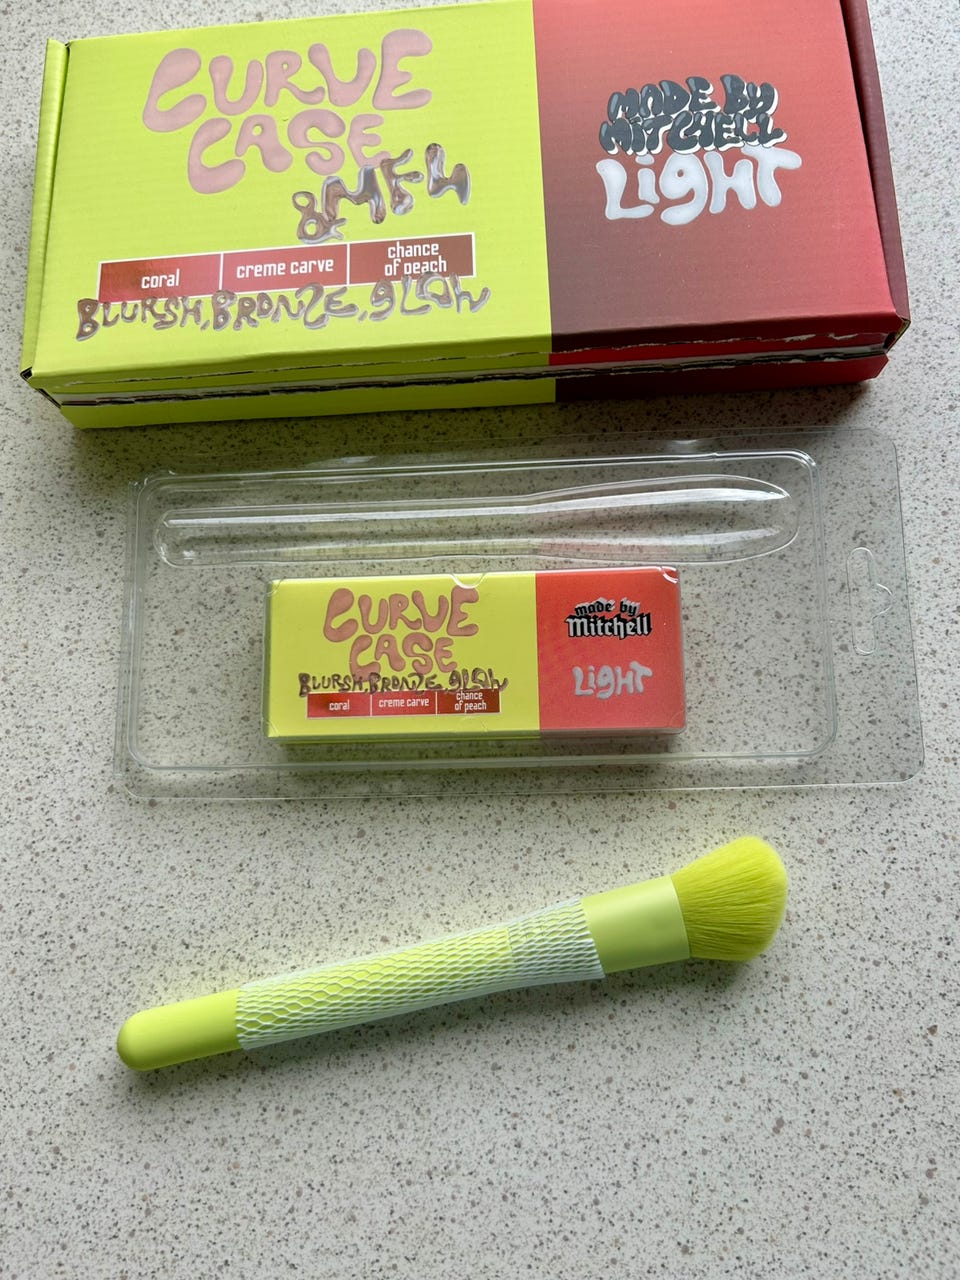 CURVE
CASE
&MF4
coral
creme carve
chance
of peach
BLURSH, BRONZE, GLOW
MADE BY
MITCHELL
LiGHT
CURVE
CASE
BLURSH, BRONZE, GLOW
coral
creme carve
chance
of peach
made by
Mitchell
LiGHT